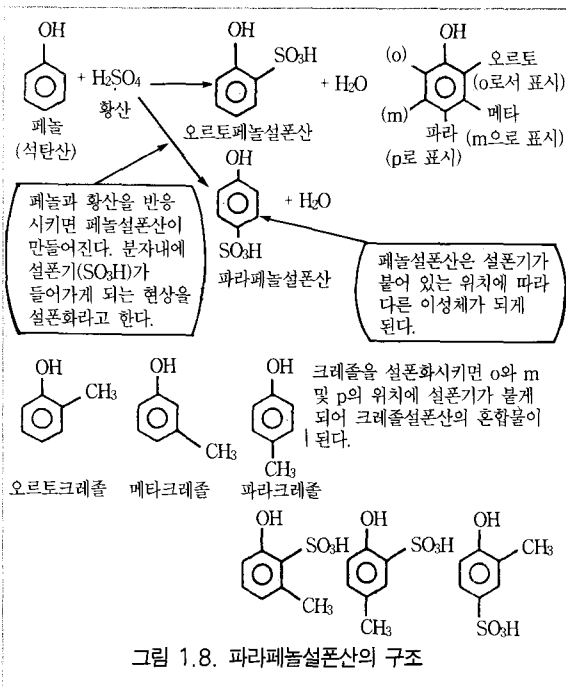 OH
+ H₂SO₄
황산
페놀
(석탄산)
OH
SO₃H
+ H₂O
오르토페놀설폰산
OH
(o)
오르토
(o로서 표시)
(m)
메타
(m으로 표시)
파라
(p로 표시)
페놀과 황산을 반응
시키면 페놀설폰산이
만들어진다. 분자내에
설폰기(SO₃H)가
들어가게 되는 현상을
설폰화라고 한다.
OH
+ H₂O
SO₃H
파라페놀설폰산
페놀설폰산은 설폰기가
붙어 있는 위치에 따라
다른 이성체가 되게
된다.
OH
CH₃
오르토크레졸
OH
CH₃
메타크레졸
OH
CH₃
파라크레졸
크레졸을 설폰화시키면 o와 m
및 p의 위치에 설폰기가 붙게
되어 크레졸설폰산의 혼합물이
된다.
OH
SO₃H
CH₃
OH
SO₃H
CH₃
OH
CH₃
SO₃H
그림 1.8. 파라페놀설폰산의 구조